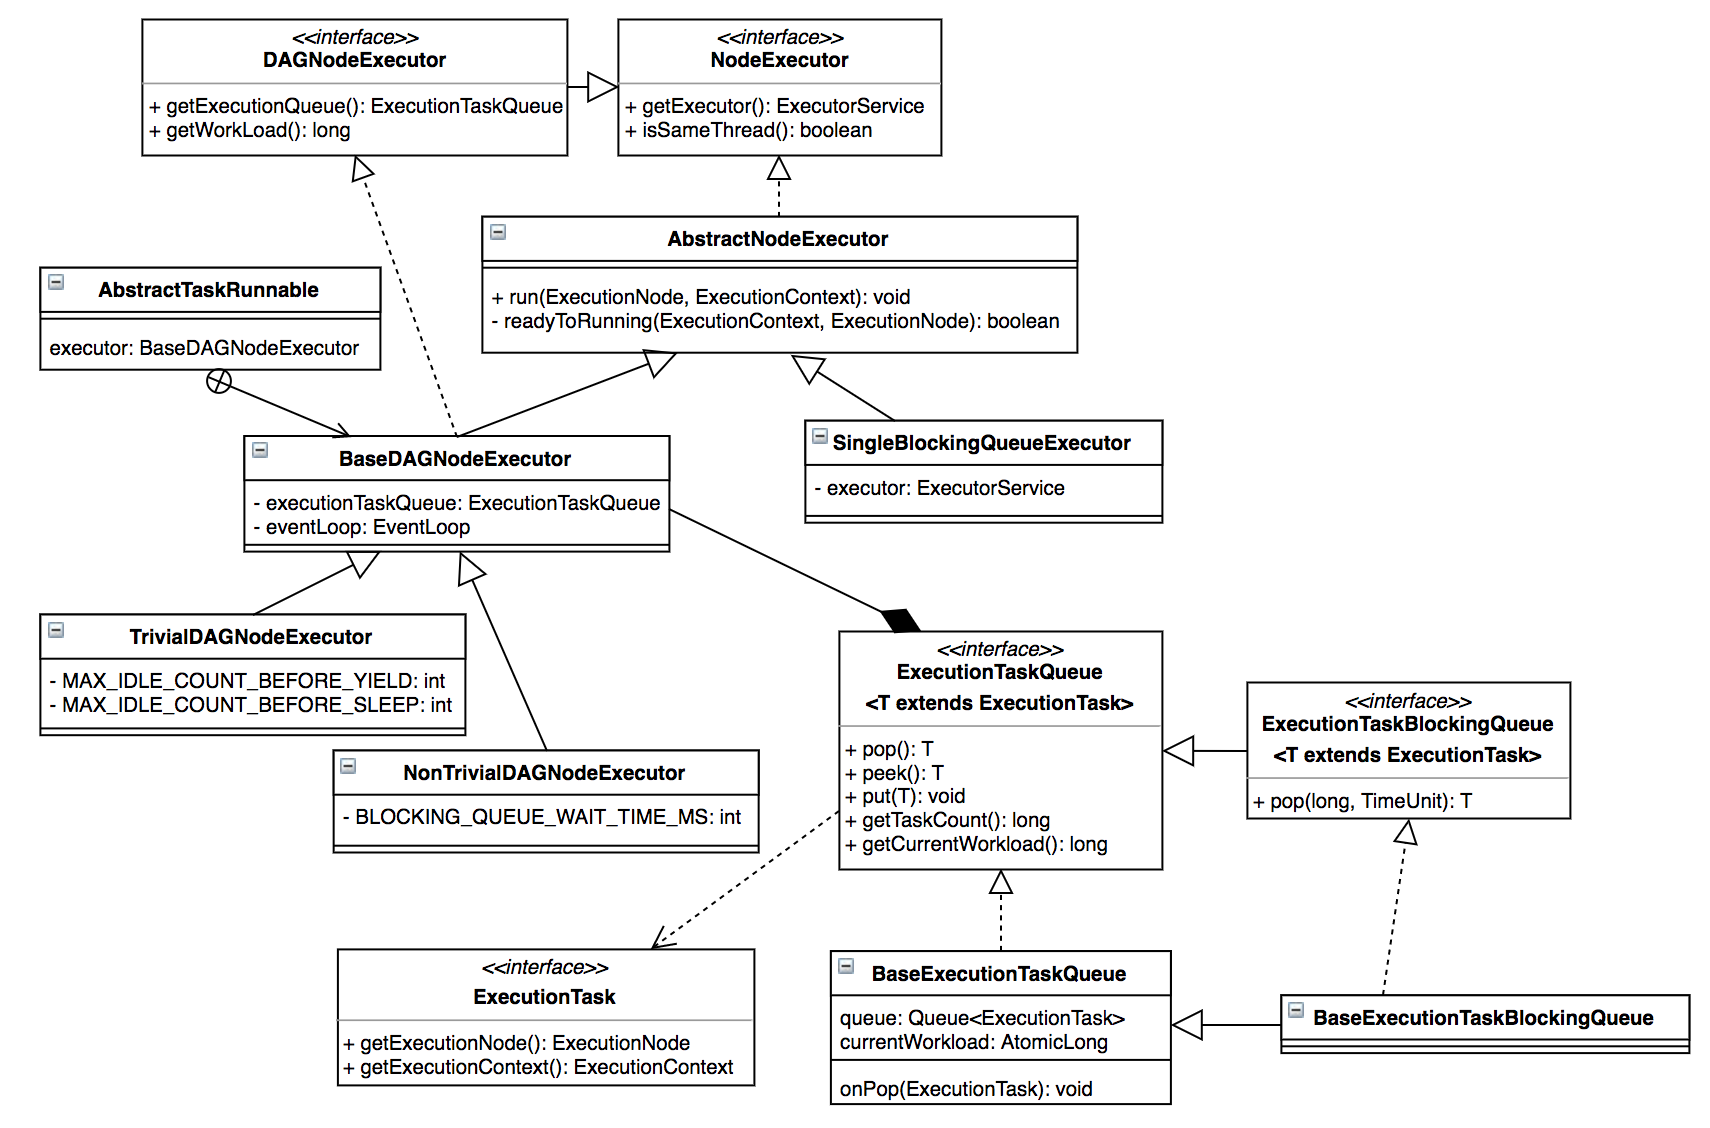 <<interface>>
DAGNodeExecutor
+ getExecutionQueue(): ExecutionTaskQueue
+ getWorkLoad(): long
<<interface>>
NodeExecutor
+ getExecutor(): ExecutorService
+ isSameThread(): boolean
AbstractNodeExecutor
+ run(ExecutionNode, ExecutionContext): void
- readyToRunning(ExecutionContext, ExecutionNode): boolean
AbstractTaskRunnable
executor: BaseDAGNodeExecutor
BaseDAGNodeExecutor
- executionTaskQueue: ExecutionTaskQueue
- eventLoop: EventLoop
SingleBlockingQueueExecutor
- executor: ExecutorService
TrivialDAGNodeExecutor
- MAX_IDLE_COUNT_BEFORE_YIELD: int
- MAX_IDLE_COUNT_BEFORE_SLEEP: int
NonTrivialDAGNodeExecutor
- BLOCKING_QUEUE_WAIT_TIME_MS: int
<<interface>>
ExecutionTaskQueue
<T extends ExecutionTask>
+ pop(): T
+ peek(): T
+ put(T): void
+ getTaskCount(): long
+ getCurrentWorkload(): long
<<interface>>
ExecutionTaskBlockingQueue
<T extends ExecutionTask>
+ pop(long, TimeUnit): T
<<interface>>
ExecutionTask
+ getExecutionNode(): ExecutionNode
+ getExecutionContext(): ExecutionContext
BaseExecutionTaskQueue
queue: Queue<ExecutionTask>
currentWorkload: AtomicLong
onPop(ExecutionTask): void
BaseExecutionTaskBlockingQueue